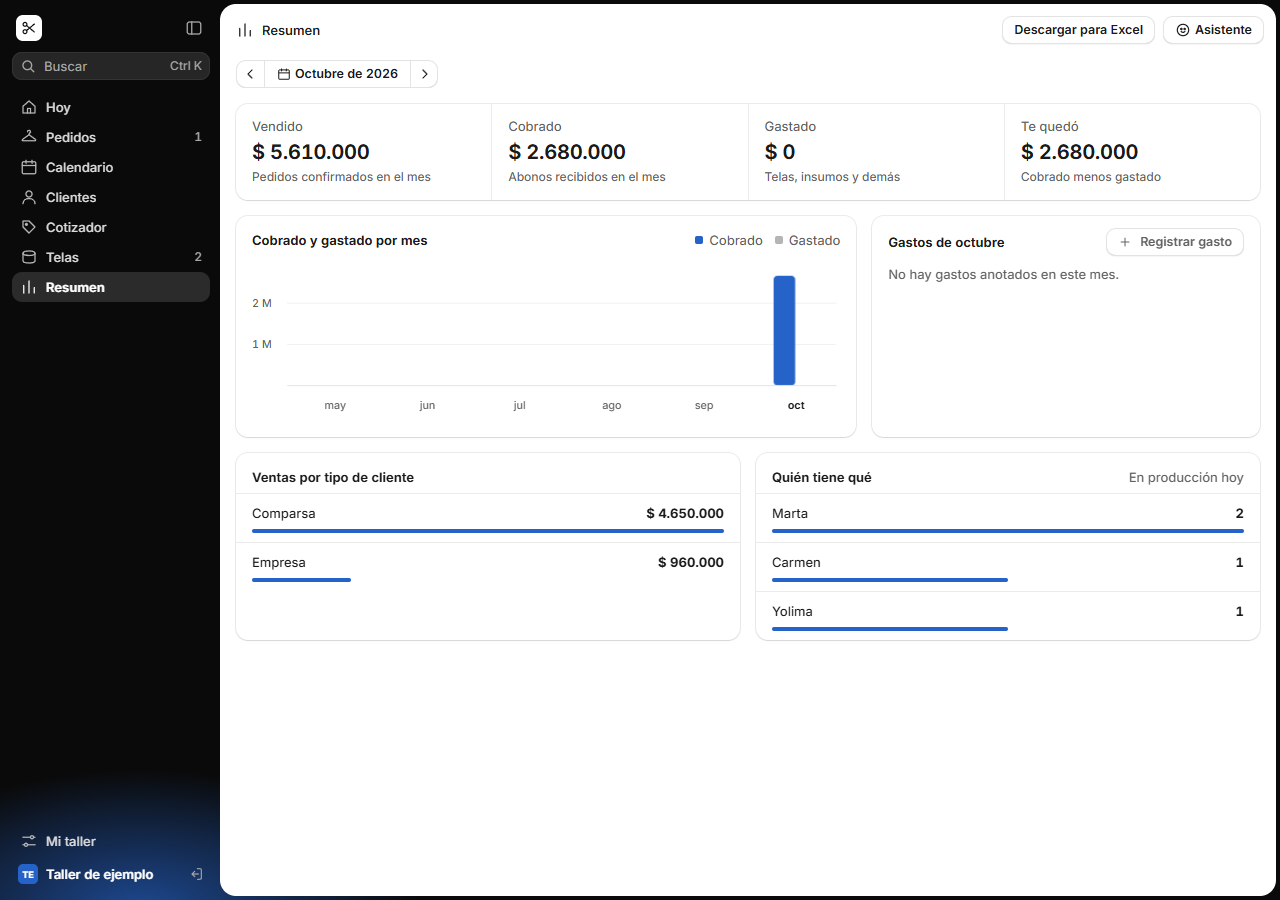 Buscar Ctrl K
Hoy
Pedidos 1
Calendario
Clientes
Cotizador
Telas 2
Resumen
Mi taller
TE Taller de ejemplo
Resumen
Descargar para Excel
Asistente
Octubre de 2026
Vendido
$ 5.610.000
Pedidos confirmados en el mes
Cobrado
$ 2.680.000
Abonos recibidos en el mes
Gastado
$ 0
Telas, insumos y demás
Te quedó
$ 2.680.000
Cobrado menos gastado
Cobrado y gastado por mes
Cobrado Gastado
2 M
1 M
may jun jul ago sep oct
Gastos de octubre
Registrar gasto
No hay gastos anotados en este mes.
Ventas por tipo de cliente
Comparsa $ 4.650.000
Empresa $ 960.000
Quién tiene qué En producción hoy
Marta 2
Carmen 1
Yolima 1